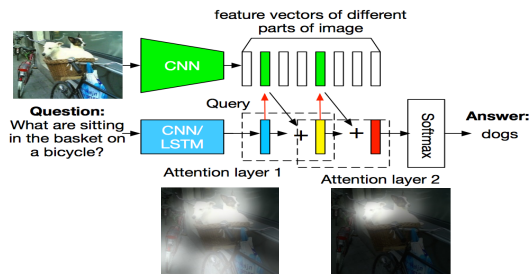 feature vectors of different
parts of image
CNN
Question:
What are sitting
in the basket on
a bicycle?
Query
CNN/
LSTM
+
+
Softmax
Answer:
dogs
Attention layer 1
Attention layer 2